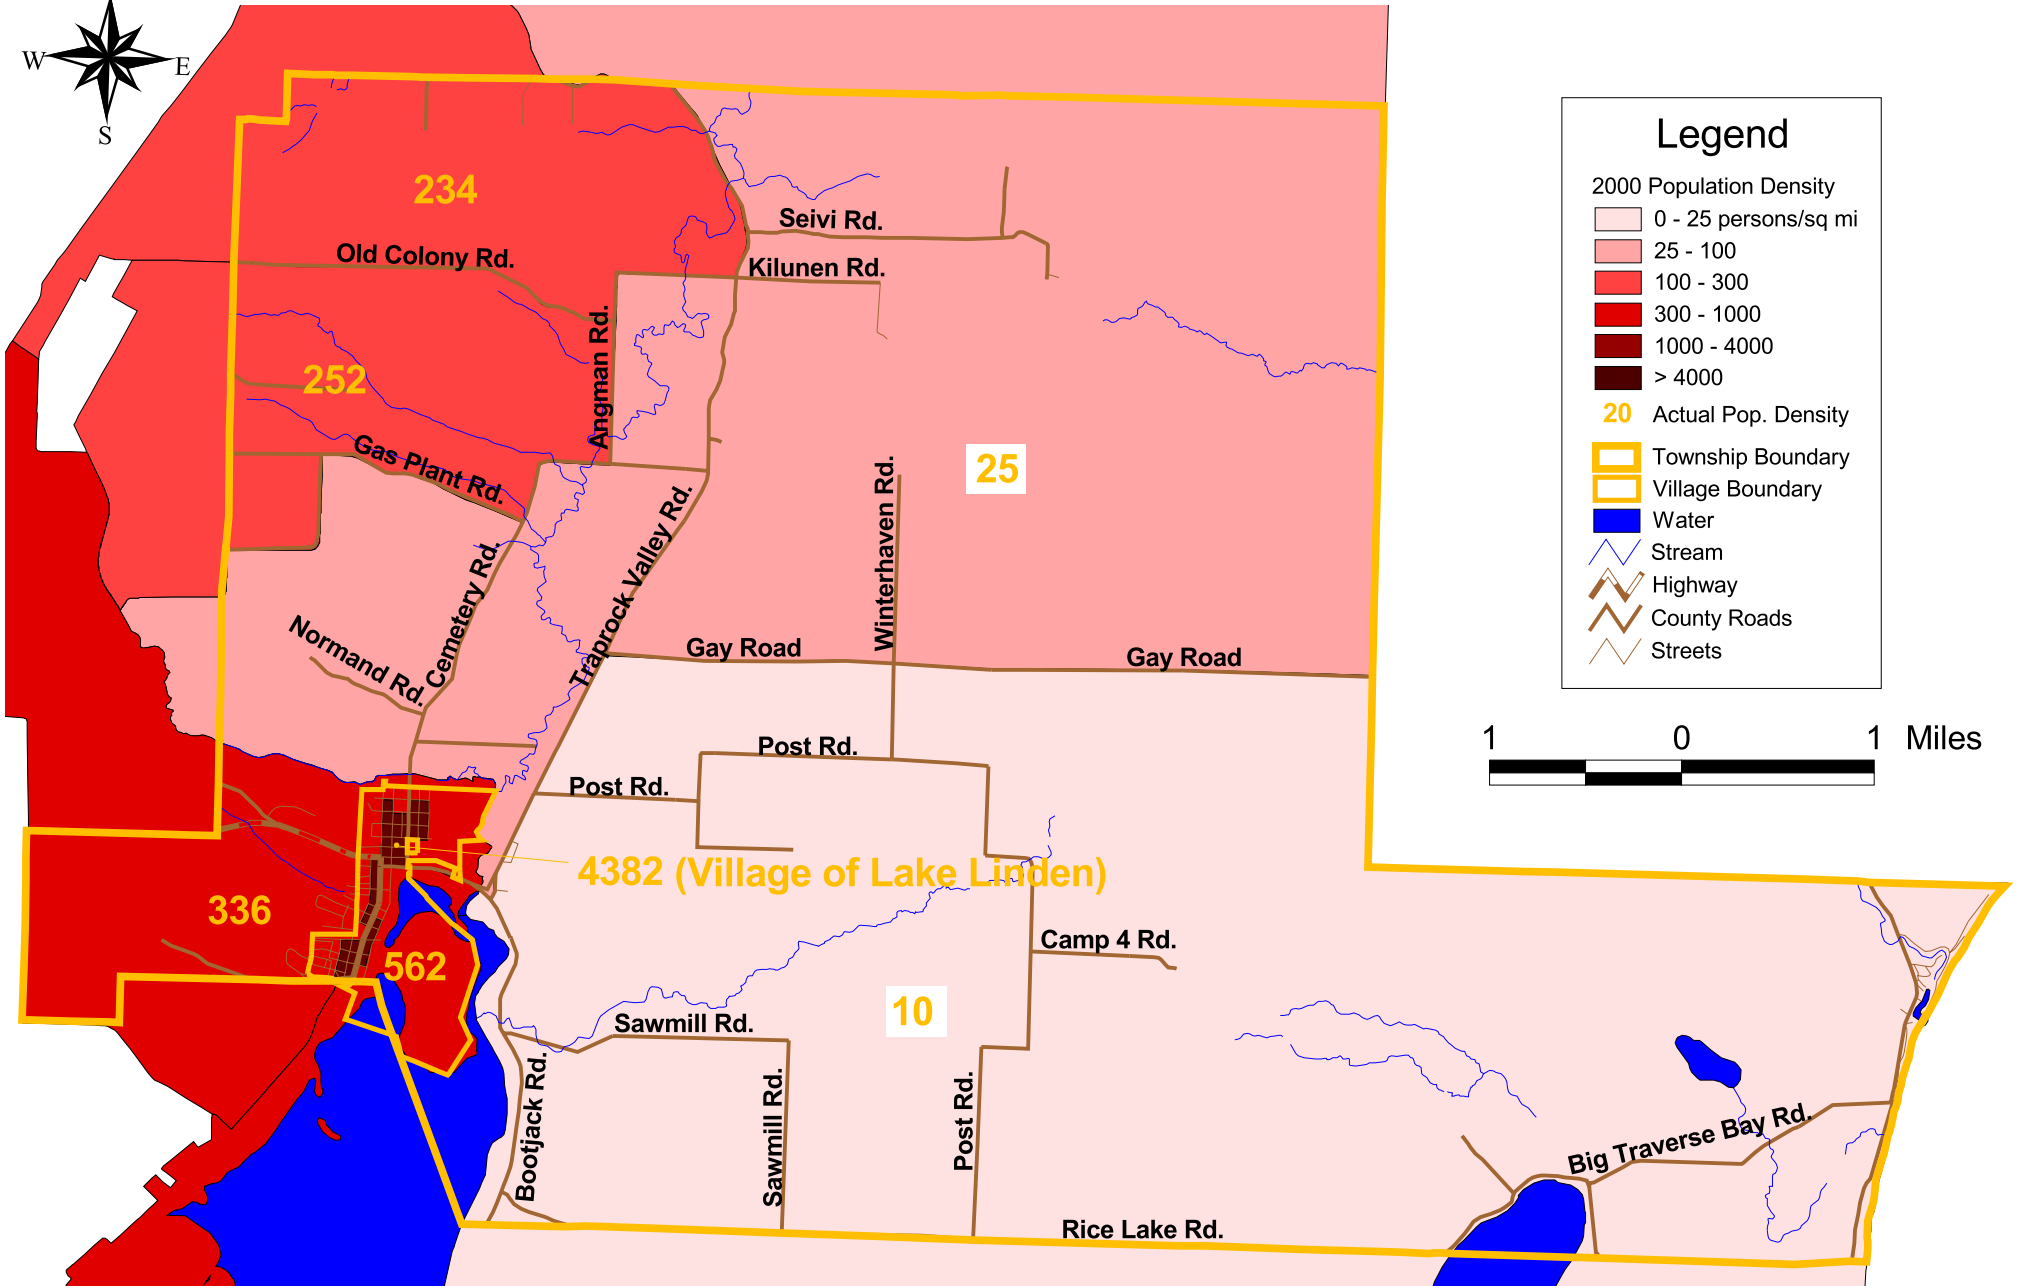 W
E
S
Legend
2000 Population Density
0 - 25 persons/sq mi
25 - 100
100 - 300
300 - 1000
1000 - 4000
> 4000
20 Actual Pop. Density
Township Boundary
Village Boundary
Water
Stream
Highway
County Roads
Streets
1 0 1 Miles
234
Seivi Rd.
Old Colony Rd.
Kilunen Rd.
Angman Rd.
252
Gas Plant Rd.
25
Winterhaven Rd.
Traprock Valley Rd.
Cemetery Rd.
Normand Rd.
Gay Road
Gay Road
Post Rd.
Post Rd.
4382 (Village of Lake Linden)
336
562
Camp 4 Rd.
10
Sawmill Rd.
Bootjack Rd.
Sawmill Rd.
Post Rd.
Big Traverse Bay Rd.
Rice Lake Rd.